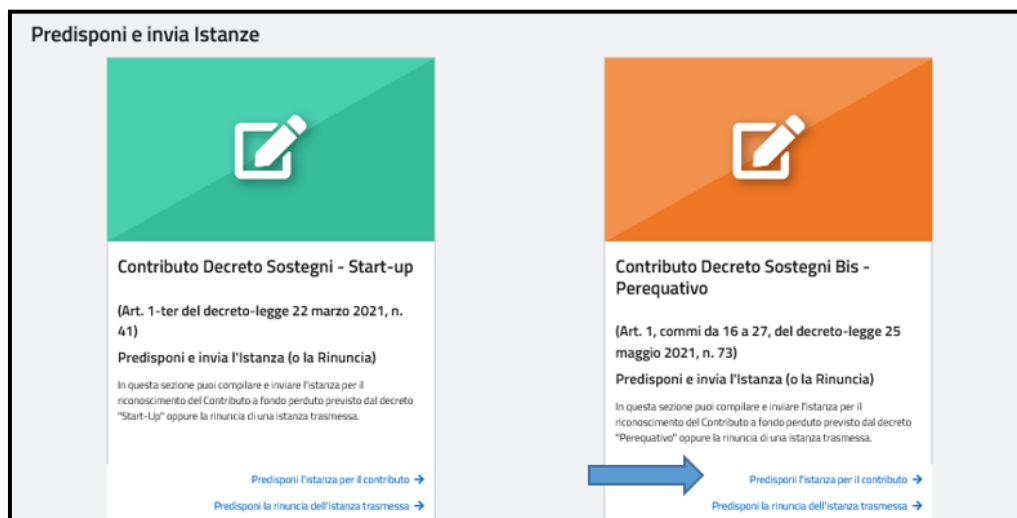 Predisponi e invia Istanze
Contributo Decreto Sostegni - Start-up
(Art. 1-ter del decreto-legge 22 marzo 2021, n.
41)
Predisponi e invia l'Istanza (o la Rinuncia)
In questa sezione puoi compilare e inviare l'istanza per il
riconoscimento del Contributo a fondo perduto previsto dal decreto
"Start-Up" oppure la rinuncia di una istanza trasmessa.
Predisponi l'istanza per il contributo →
Predisponi la rinuncia dell'istanza trasmessa →
Contributo Decreto Sostegni Bis -
Perequativo
(Art. 1, commi da 16 a 27, del decreto-legge 25
maggio 2021, n. 73)
Predisponi e invia l'Istanza (o la Rinuncia)
In questa sezione puoi compilare e inviare l'istanza per il
riconoscimento del Contributo a fondo perduto previsto dal decreto
"Perequativo" oppure la rinuncia di una istanza trasmessa.
Predisponi l'istanza per il contributo →
Predisponi la rinuncia dell'istanza trasmessa →